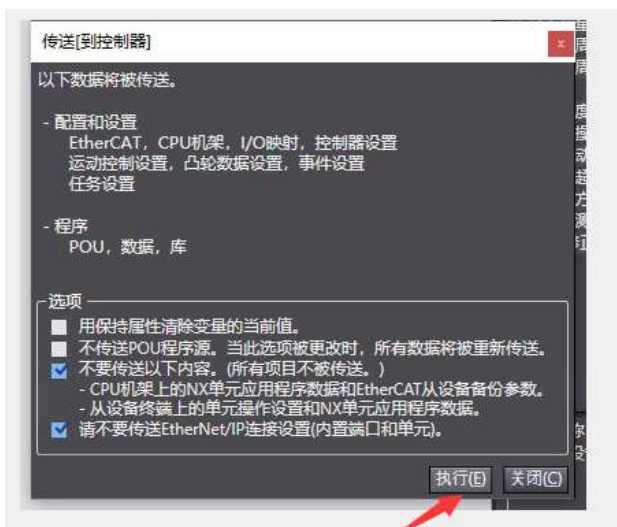 传送[到控制器]
x
以下数据将被传送。
- 配置和设置
EtherCAT，CPU机架，I/O映射，控制器设置
运动控制设置，凸轮数据设置，事件设置
任务设置
- 程序
POU，数据，库
选项
用保持属性清除变量的当前值。
不传送POU程序源。当此选项被更改时，所有数据将被重新传送。
不要传送以下内容。(所有项目不被传送。)
- CPU机架上的NX单元应用程序数据和EtherCAT从设备备份参数。
- 从设备终端上的单元操作设置和NX单元应用程序数据。
请不要传送EtherNet/IP连接设置(内置端口和单元)。
执行(E) 关闭(C)